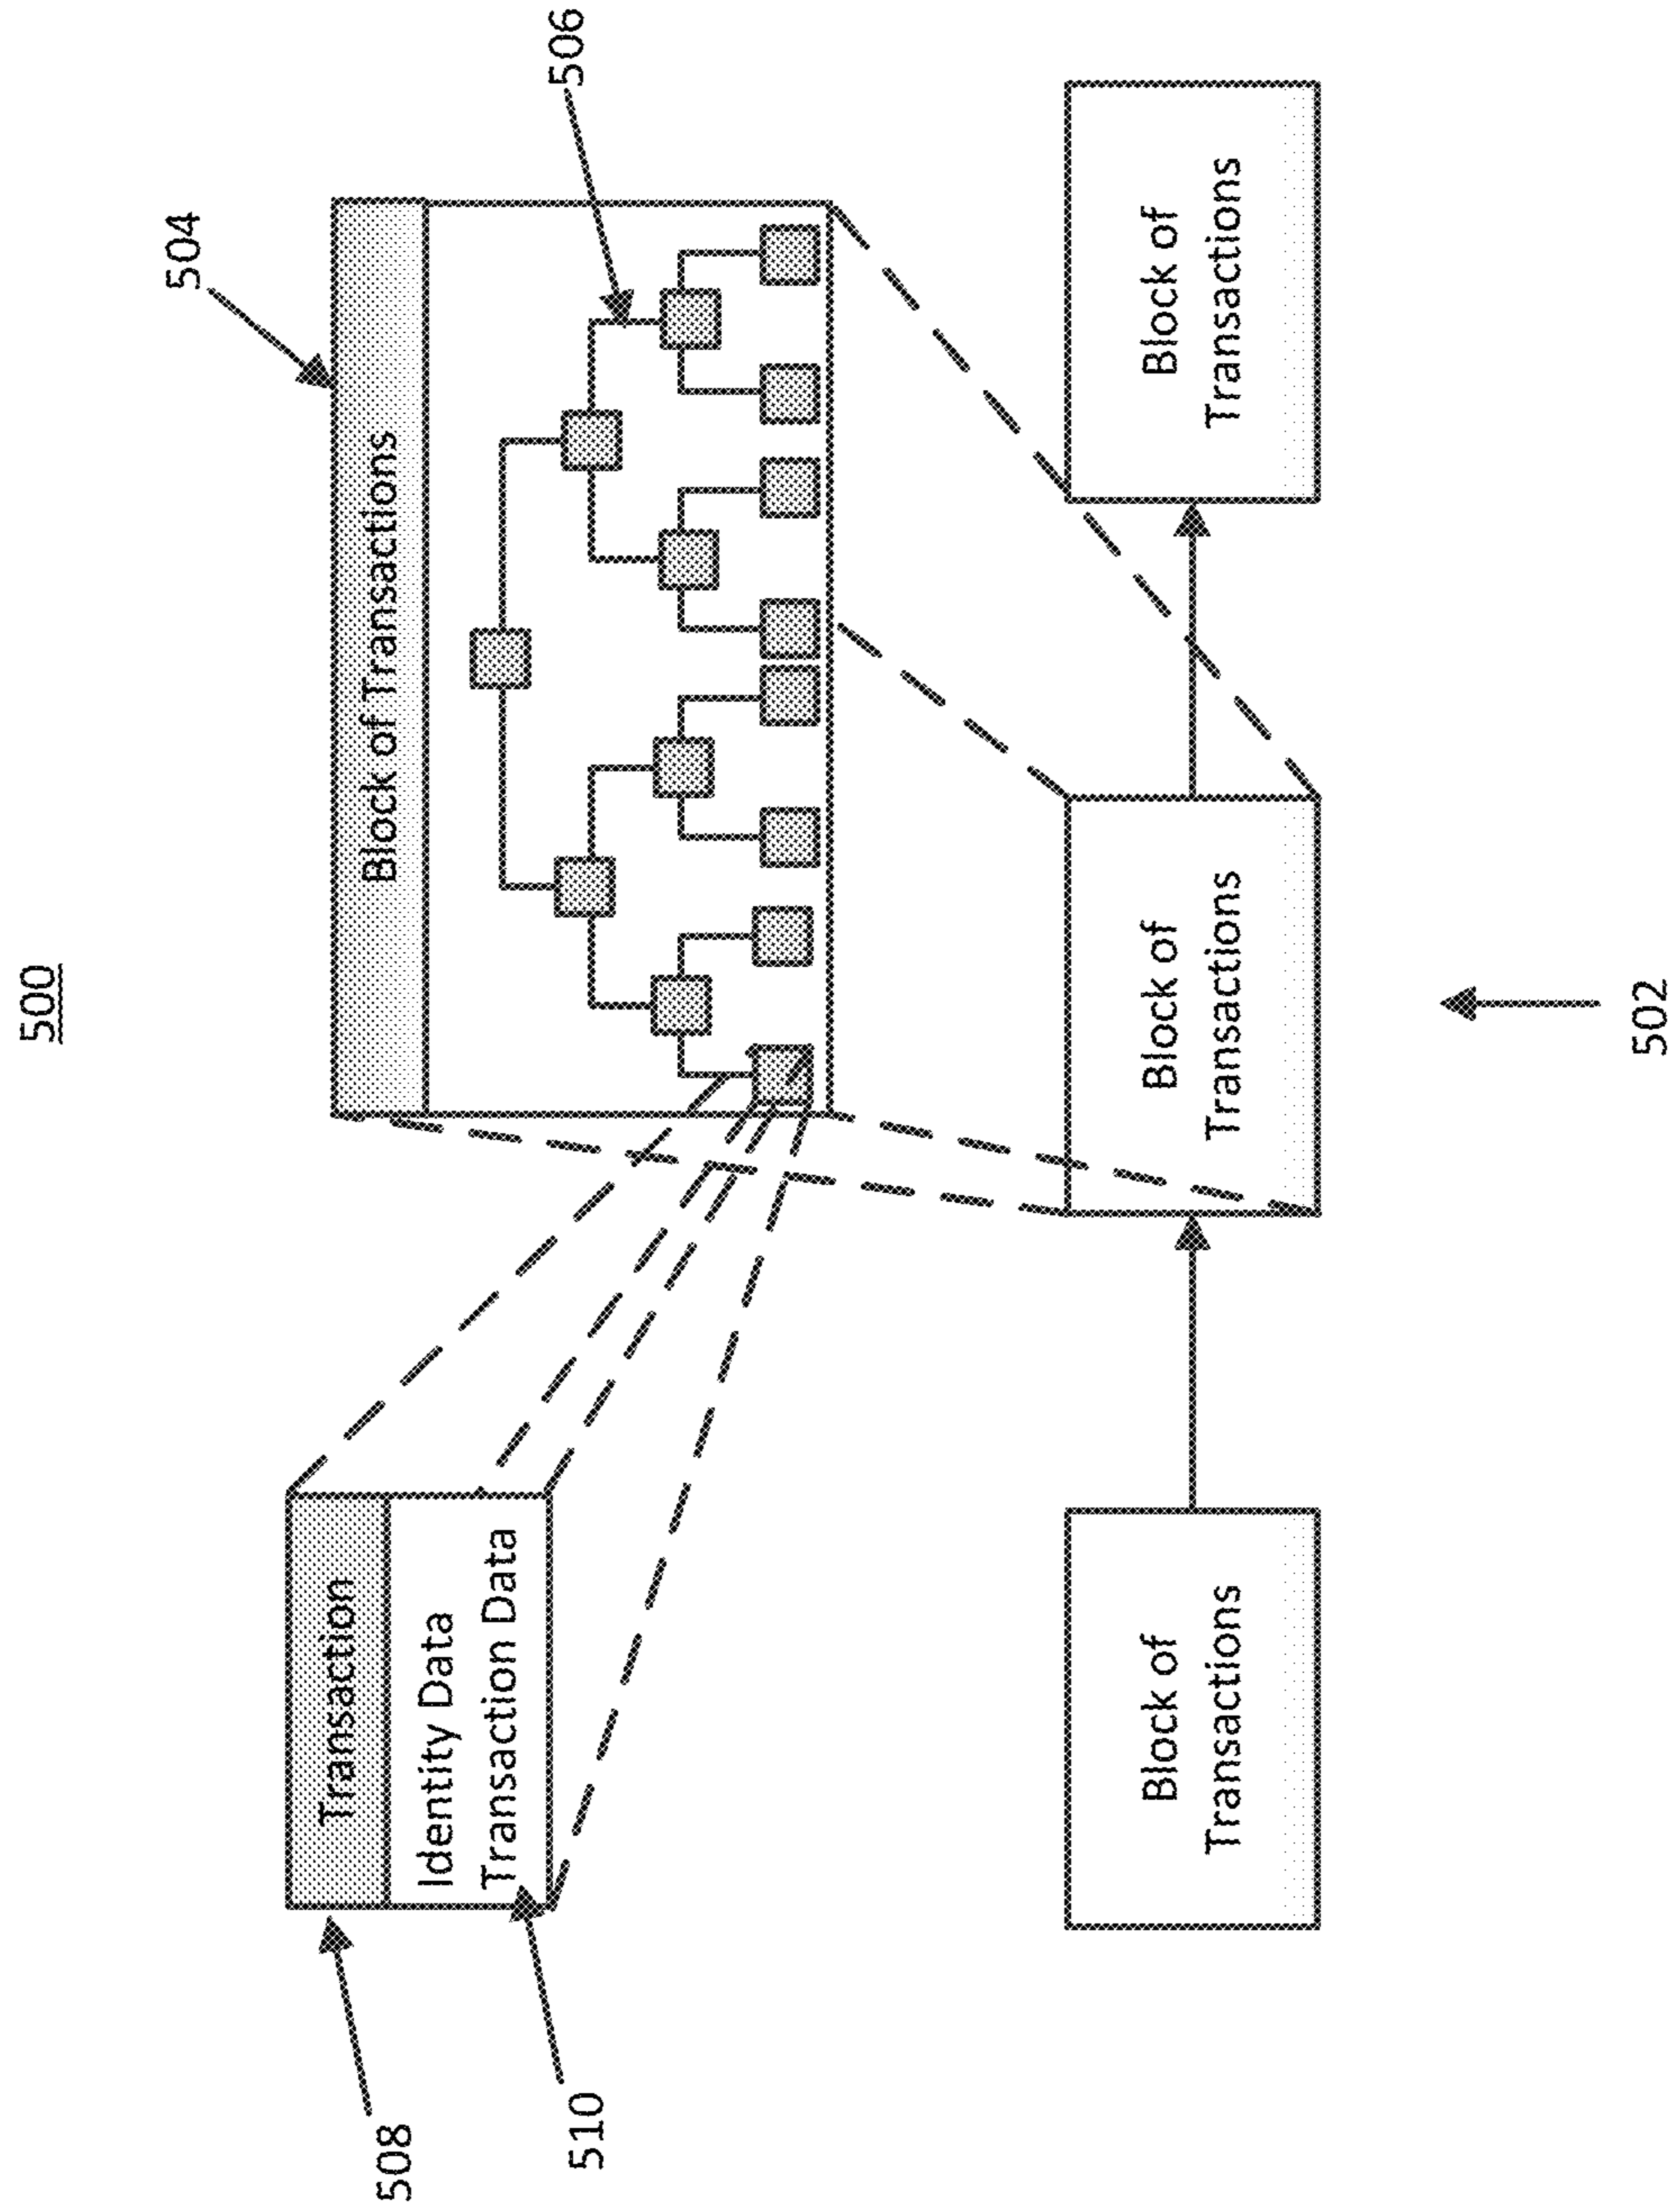 500
504
Block of Transactions
506
508
Transaction
Identity Data
Transaction Data
510
Block of
Transactions
Block of
Transactions
Block of
Transactions
502